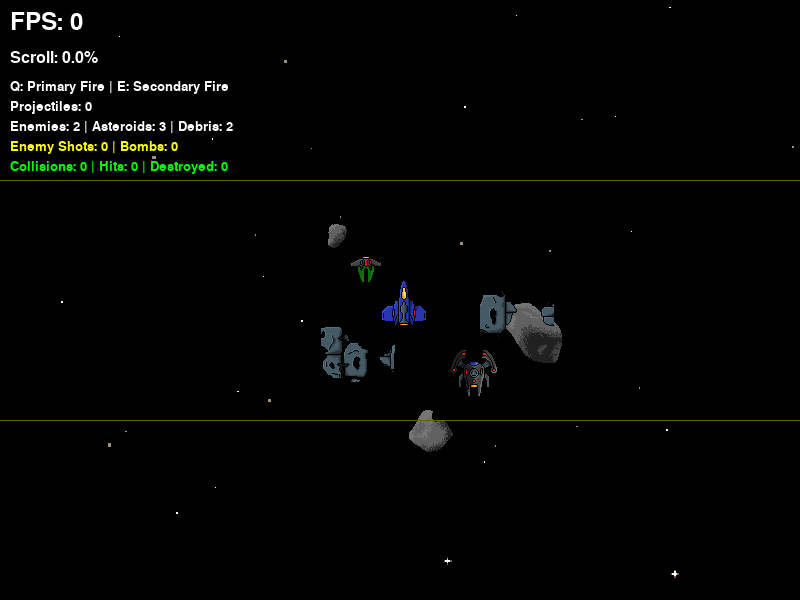 FPS: 0
Scroll: 0.0%
Q: Primary Fire | E: Secondary Fire
Projectiles: 0
Enemies: 2 | Asteroids: 3 | Debris: 2
Enemy Shots: 0 | Bombs: 0
Collisions: 0 | Hits: 0 | Destroyed: 0